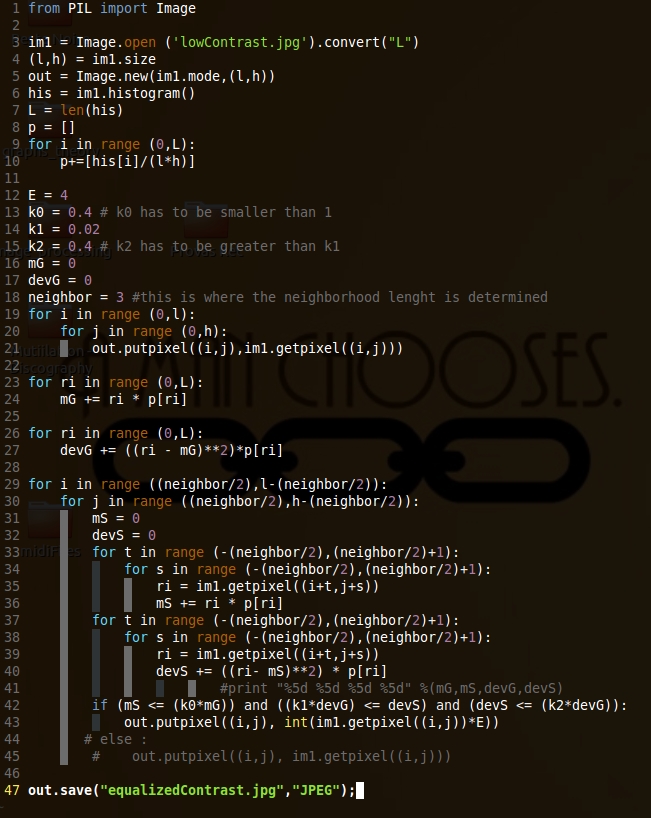 1 from PIL import Image
2
3 im1 = Image.open ('lowContrast.jpg').convert("L")
4 (l,h) = im1.size
5 out = Image.new(im1.mode,(l,h))
6 his = im1.histogram()
7 L = len(his)
8 p = []
9 for i in range (0,L):
10     p+=[his[i]/(l*h)]
11
12 E = 4
13 k0 = 0.4 # k0 has to be smaller than 1
14 k1 = 0.02
15 k2 = 0.4 # k2 has to be greater than k1
16 mG = 0
17 devG = 0
18 neighbor = 3 #this is where the neighborhood lenght is determined
19 for i in range (0,l):
20     for j in range (0,h):
21         out.putpixel((i,j),im1.getpixel((i,j)))
22
23 for ri in range (0,L):
24     mG += ri * p[ri]
25
26 for ri in range (0,L):
27     devG += ((ri - mG)**2)*p[ri]
28
29 for i in range ((neighbor/2),l-(neighbor/2)):
30     for j in range ((neighbor/2),h-(neighbor/2)):
31         mS = 0
32         devS = 0
33         for t in range (-(neighbor/2),(neighbor/2)+1):
34             for s in range (-(neighbor/2),(neighbor/2)+1):
35                 ri = im1.getpixel((i+t,j+s))
36                 mS += ri * p[ri]
37         for t in range (-(neighbor/2),(neighbor/2)+1):
38             for s in range (-(neighbor/2),(neighbor/2)+1):
39                 ri = im1.getpixel((i+t,j+s))
40                 devS += ((ri- mS)**2) * p[ri]
41                         #print "%5d %5d %5d %5d" %(mG,mS,devG,devS)
42         if (mS <= (k0*mG)) and ((k1*devG) <= devS) and (devS <= (k2*devG)):
43             out.putpixel((i,j), int(im1.getpixel((i,j))*E))
44        # else :
45         #    out.putpixel((i,j), im1.getpixel((i,j)))
46
47 out.save("equalizedContrast.jpg","JPEG");
CHOOSES.